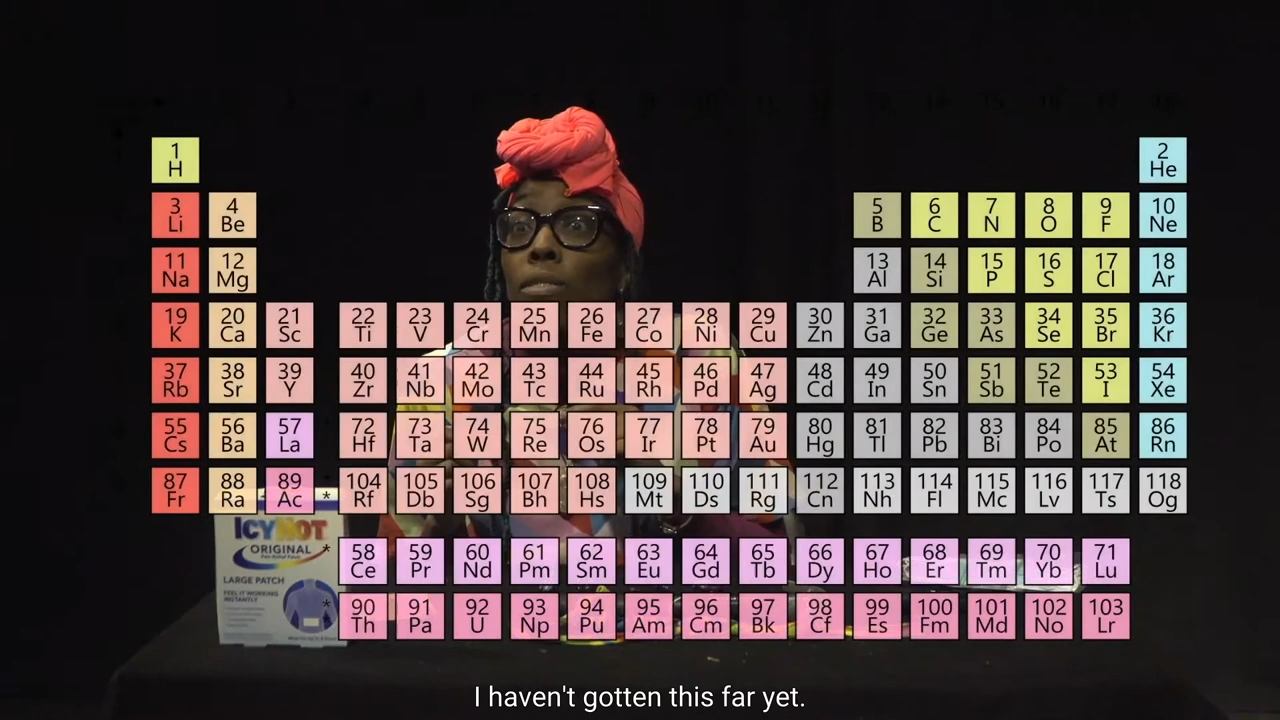 1 H
2 He
3 Li
4 Be
5 B
6 C
7 N
8 O
9 F
10 Ne
11 Na
12 Mg
13 Al
14 Si
15 P
16 S
17 Cl
18 Ar
19 K
20 Ca
21 Sc
22 Ti
23 V
24 Cr
25 Mn
26 Fe
27 Co
28 Ni
29 Cu
30 Zn
31 Ga
32 Ge
33 As
34 Se
35 Br
36 Kr
37 Rb
38 Sr
39 Y
40 Zr
41 Nb
42 Mo
43 Tc
44 Ru
45 Rh
46 Pd
47 Ag
48 Cd
49 In
50 Sn
51 Sb
52 Te
53 I
54 Xe
55 Cs
56 Ba
57 La
72 Hf
73 Ta
74 W
75 Re
76 Os
77 Ir
78 Pt
79 Au
80 Hg
81 Tl
82 Pb
83 Bi
84 Po
85 At
86 Rn
87 Fr
88 Ra
89 Ac
*
104 Rf
105 Db
106 Sg
107 Bh
108 Hs
109 Mt
110 Ds
111 Rg
112 Cn
113 Nh
114 Fl
115 Mc
116 Lv
117 Ts
118 Og
*
58 Ce
59 Pr
60 Nd
61 Pm
62 Sm
63 Eu
64 Gd
65 Tb
66 Dy
67 Ho
68 Er
69 Tm
70 Yb
71 Lu
*
90 Th
91 Pa
92 U
93 Np
94 Pu
95 Am
96 Cm
97 Bk
98 Cf
99 Es
100 Fm
101 Md
102 No
103 Lr
ICY HOT
ORIGINAL
LARGE PATCH
FEEL IT WORKING
INSTANTLY
I haven't gotten this far yet.